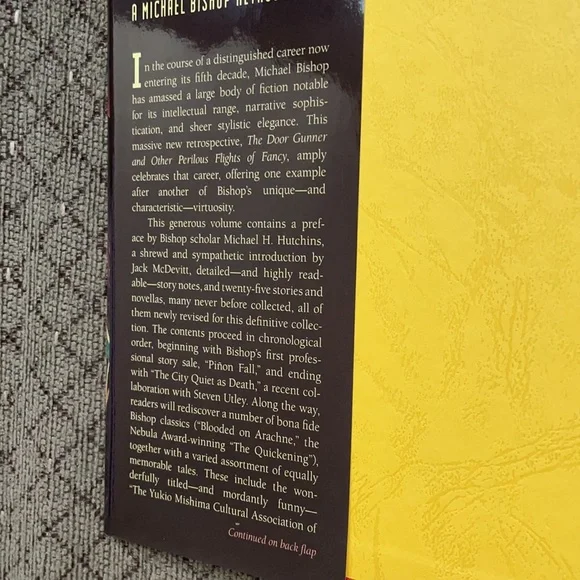 A MICHAEL BISHOP
In the course of a distinguished career now
entering its fifth decade, Michael Bishop
has amassed a large body of fiction notable
for its intellectual range, narrative sophis-
tication, and sheer stylistic elegance. This
massive new retrospective, The Door Gunner
and Other Perilous Flights of Fancy, amply
celebrates that career, offering one example
after another of Bishop's unique—and
characteristic—virtuosity.
This generous volume contains a pref-
ace by Bishop scholar Michael H. Hutchins,
a shrewd and sympathetic introduction by
Jack McDevitt, detailed—and highly read-
able—story notes, and twenty-five stories and
novellas, many never before collected, all of
them newly revised for this definitive collec-
tion. The contents proceed in chronological
order, beginning with Bishop's first profes-
sional story sale, "Piñon Fall," and ending
with "The City Quiet as Death," a recent col-
laboration with Steven Utley. Along the way,
readers will rediscover a number of bona fide
Bishop classics ("Blooded on Arachne," the
Nebula Award-winning "The Quickening"),
together with a varied assortment of equally
memorable tales. These include the won-
derfully titled—and mordantly funny—
"The Yukio Mishima Cultural Association of
Continued on back flap